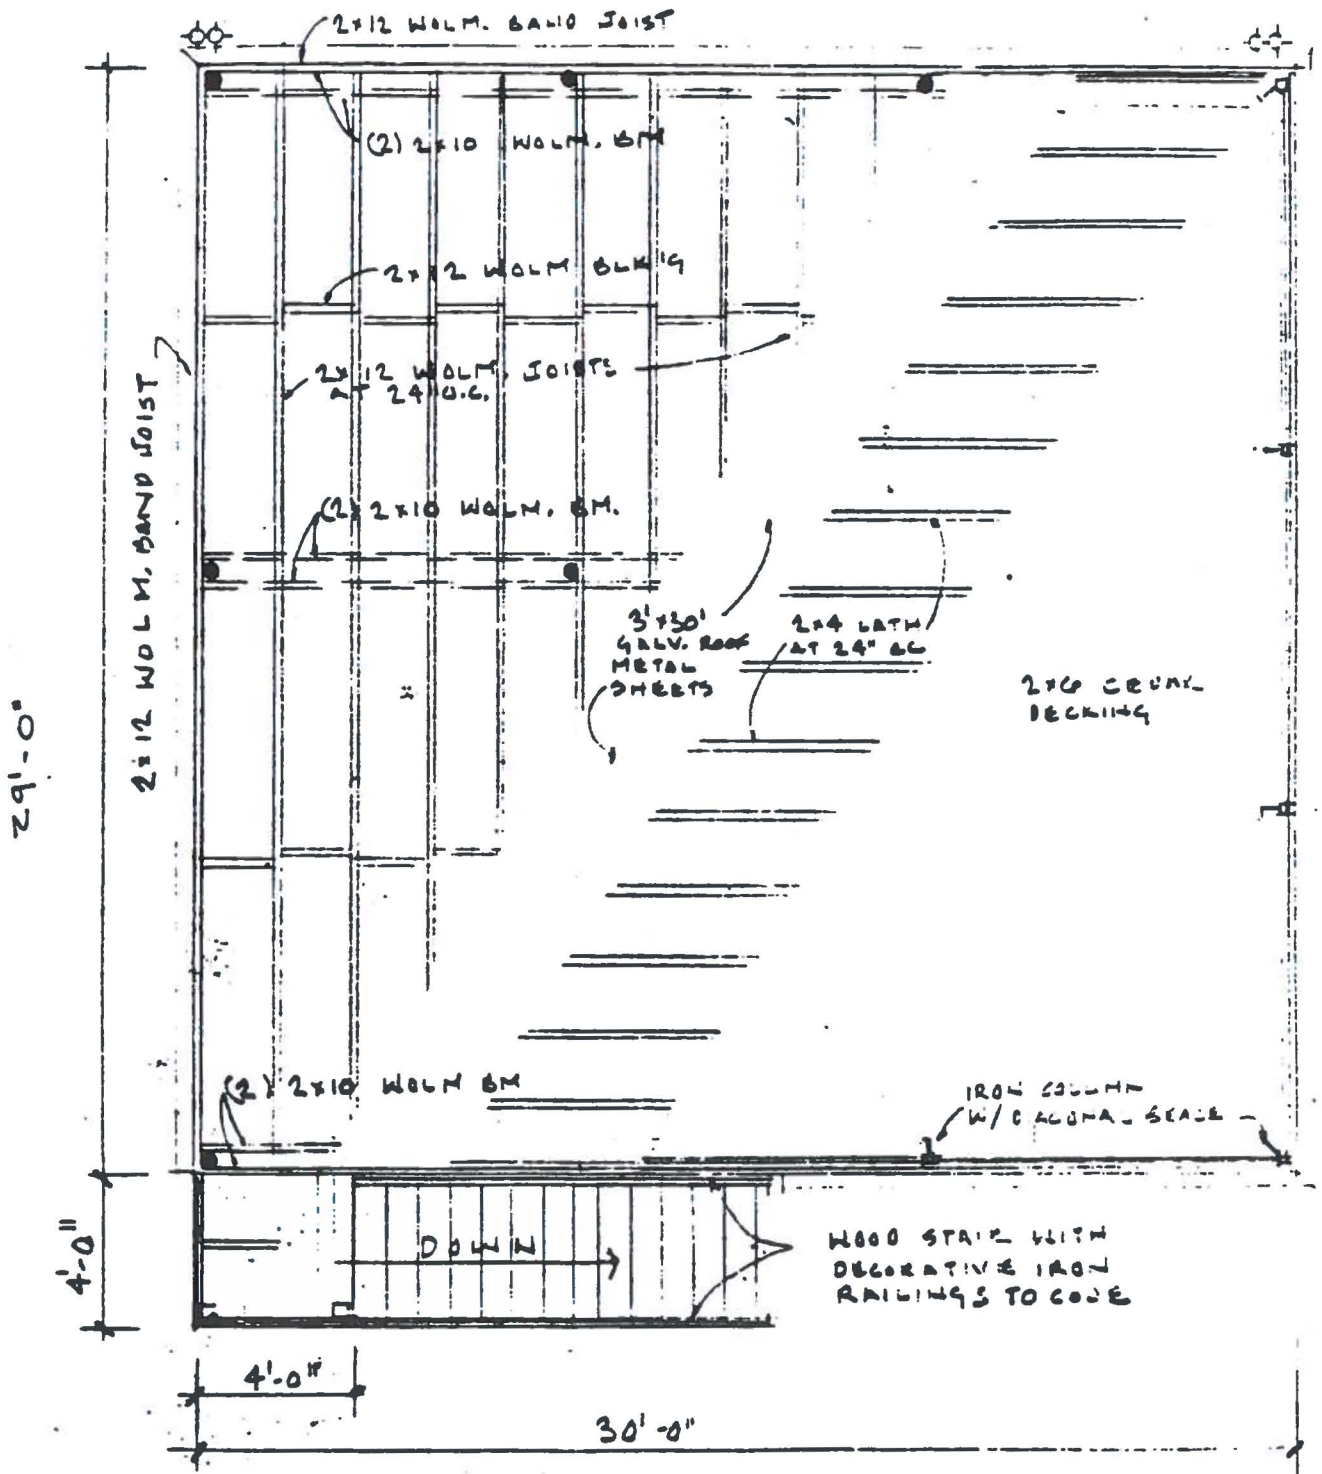 2x12 WOLM. BAND JOIST
(2) 2x10 WOLM. BM
2x12 WOLM BLK'G
2x12 WOLM. JOISTS
AT 24" O.C.
2x12 WOLM. BAND JOIST
(2) 2x10 WOLM. BM.
3'x30'
GALV. ROOF
METAL
SHEETS
2x4 LATH
AT 24" OC
2x6
DECKING
29'-0"
(2) 2x10 WOLM BM
IRON COLUMN
W/
4'-0"
DOWN
WOOD STAIR WITH
DECORATIVE IRON
RAILINGS TO CODE
4'-0"
30'-0"